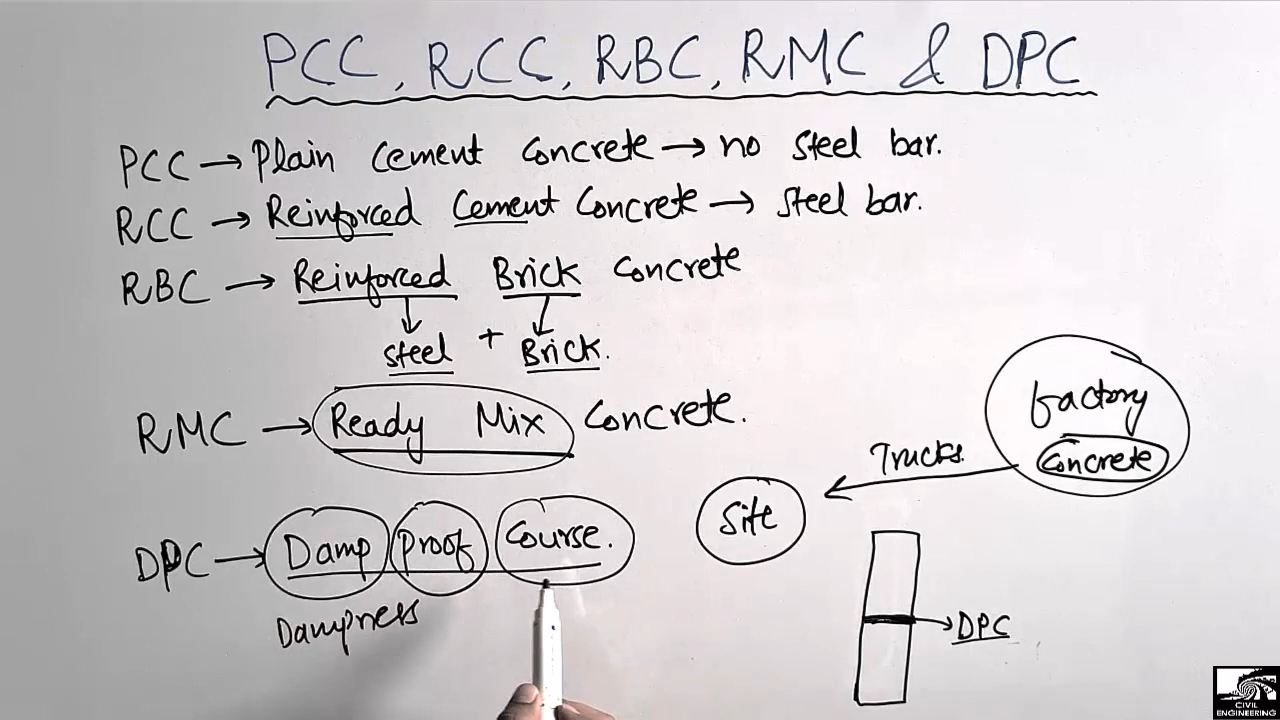 PCC, RCC, RBC, RMC & DPC
PCC → Plain Cement Concrete → no steel bar.
RCC → Reinforced Cement Concrete → steel bar.
RBC → Reinforced Brick Concrete
steel + Brick.
RMC → Ready Mix Concrete.
factory
Concrete
Trucks.
Site
DPC → Damp Proof Course.
Dampness
→ DPC
CIVIL
ENGINEERING